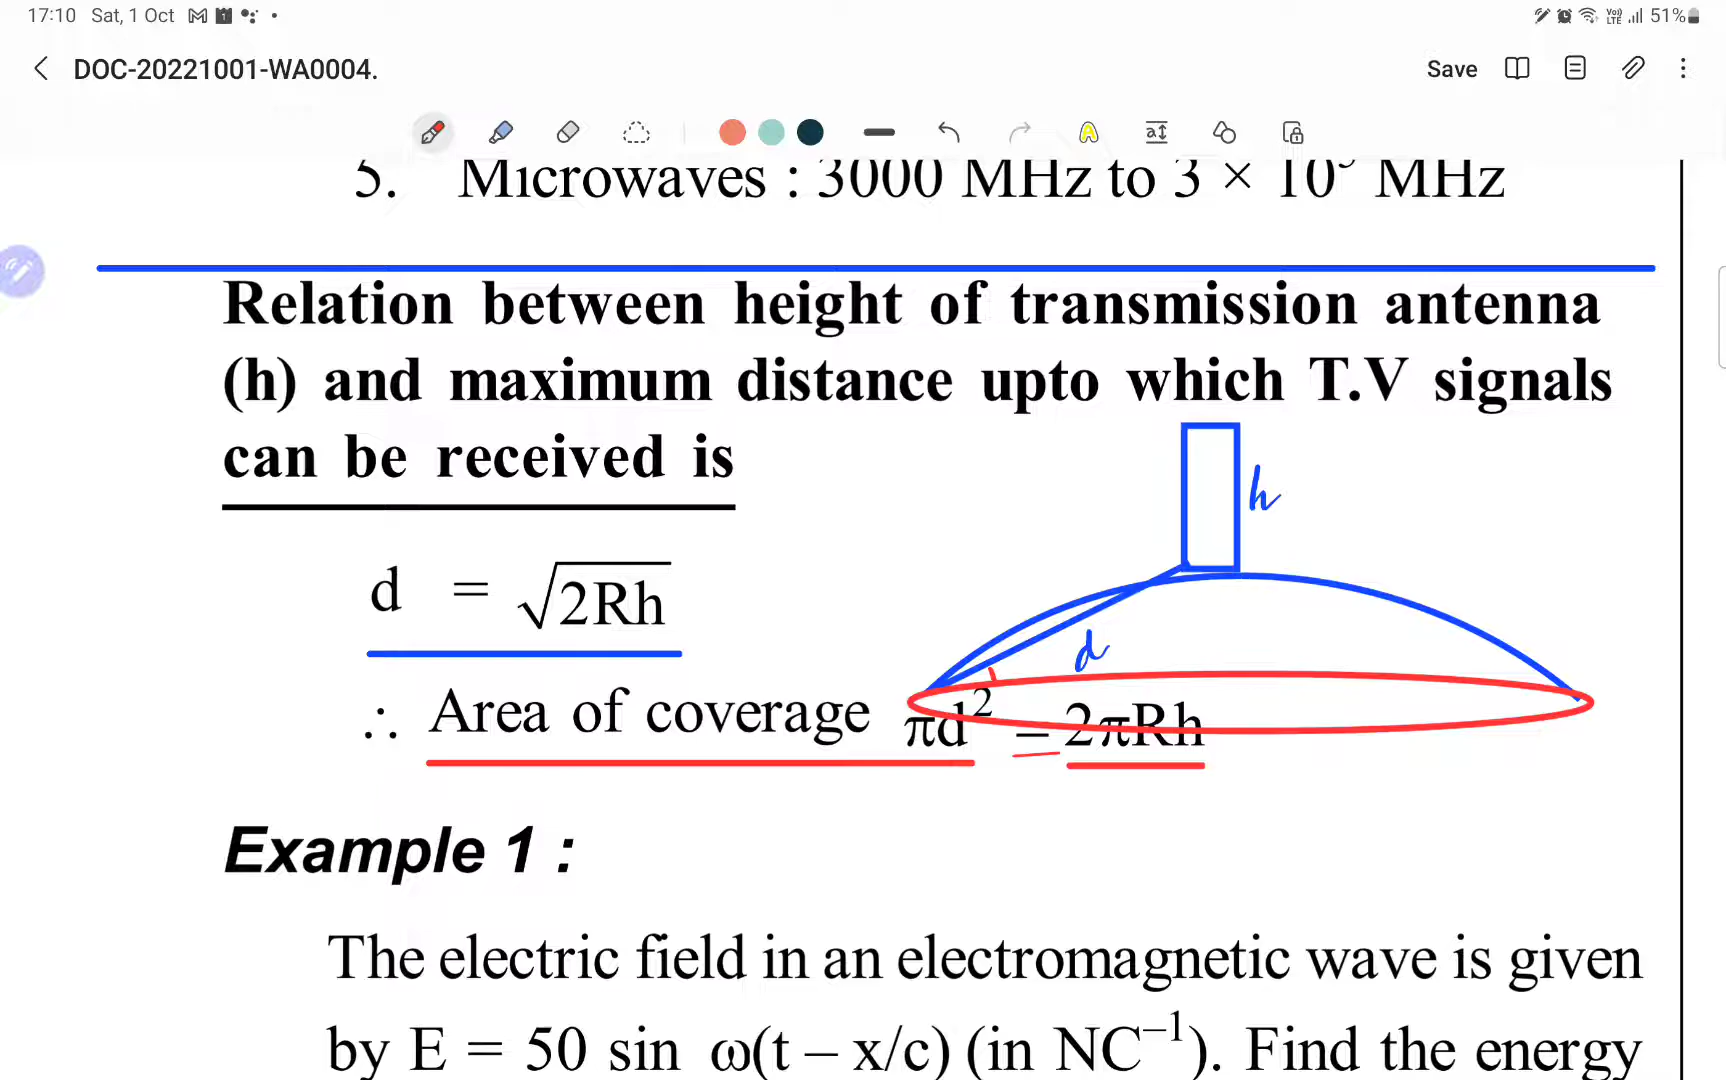 17:10 Sat, 1 Oct
51%
DOC-20221001-WA0004.
Save
5. Microwaves : 3000 MHz to 3 × 10⁵ MHz
Relation between height of transmission antenna
(h) and maximum distance upto which T.V signals
can be received is
h
d = √2Rh
d
∴ Area of coverage πd² = 2πRh
Example 1 :
The electric field in an electromagnetic wave is given
by E = 50 sin ω(t – x/c) (in NC⁻¹). Find the energy